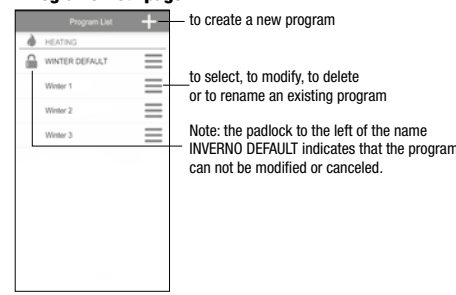 Program List
to create a new program
HEATING
WINTER DEFAULT
Winter 1
to select, to modify, to delete
or to rename an existing program
Winter 2
Winter 3
Note: the padlock to the left of the name
INVERNO DEFAULT indicates that the program
can not be modified or canceled.